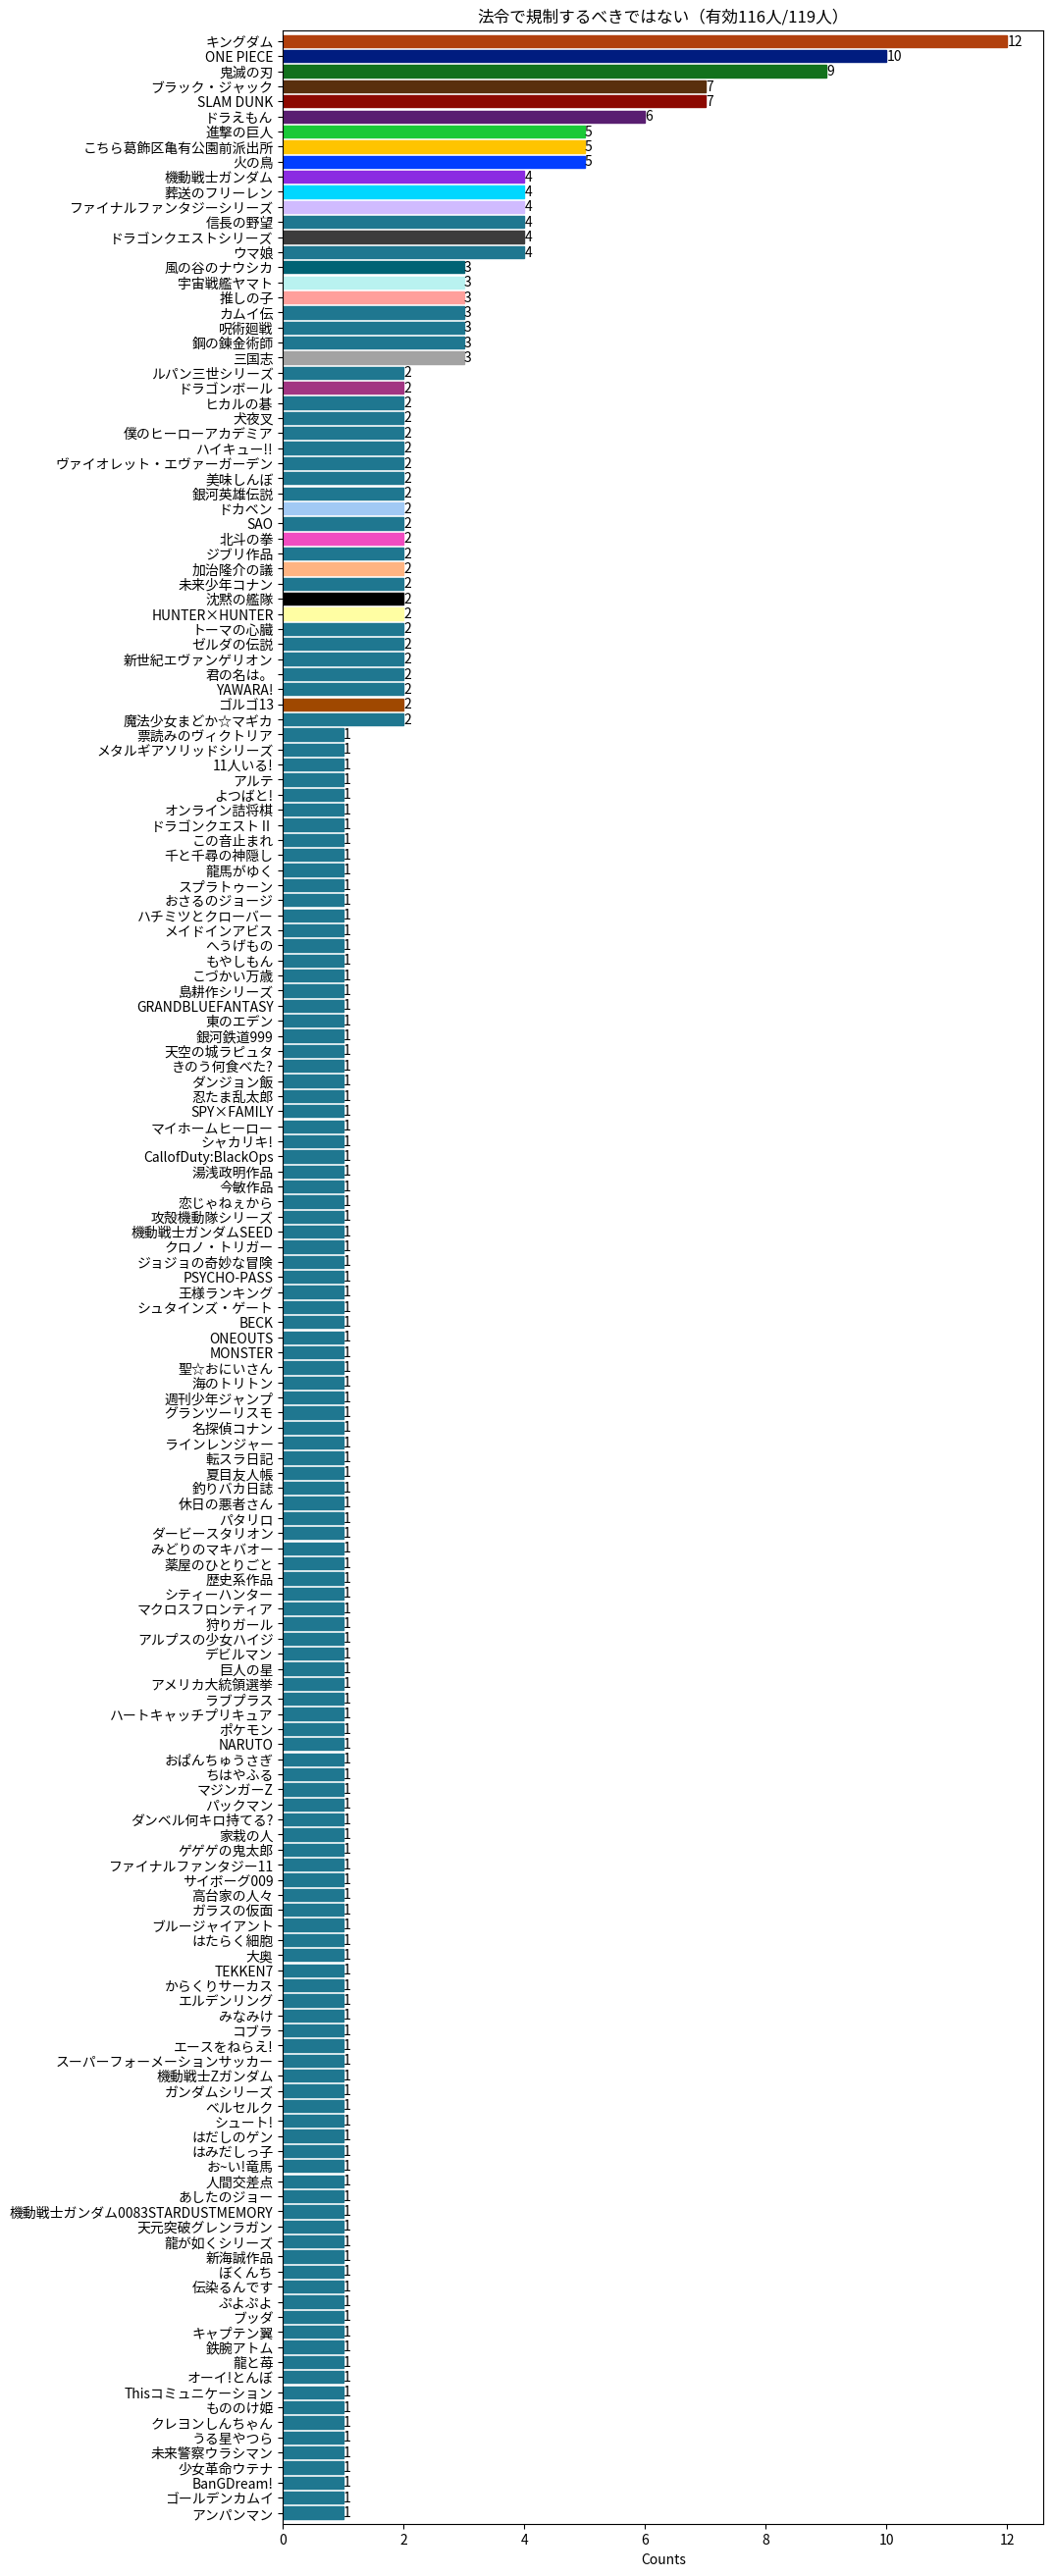 法令で規制するべきではない（有効116人/119人）
キングダム 12
ONE PIECE 10
鬼滅の刃 9
ブラック・ジャック 7
SLAM DUNK 7
ドラえもん 6
進撃の巨人 5
こちら葛飾区亀有公園前派出所 5
火の鳥 5
機動戦士ガンダム 4
葬送のフリーレン 4
ファイナルファンタジーシリーズ 4
信長の野望 4
ドラゴンクエストシリーズ 4
ウマ娘 4
風の谷のナウシカ 3
宇宙戦艦ヤマト 3
推しの子 3
カムイ伝 3
呪術廻戦 3
鋼の錬金術師 3
三国志 3
ルパン三世シリーズ 2
ドラゴンボール 2
ヒカルの碁 2
犬夜叉 2
僕のヒーローアカデミア 2
ハイキュー!! 2
ヴァイオレット・エヴァーガーデン 2
美味しんぼ 2
銀河英雄伝説 2
ドカベン 2
SAO 2
北斗の拳 2
ジブリ作品 2
加治隆介の議 2
未来少年コナン 2
沈黙の艦隊 2
HUNTER×HUNTER 2
トーマの心臓 2
ゼルダの伝説 2
新世紀エヴァンゲリオン 2
君の名は。 2
YAWARA! 2
ゴルゴ13 2
魔法少女まどか☆マギカ 2
票読みのヴィクトリア 1
メタルギアソリッドシリーズ 1
11人いる! 1
アルテ 1
よつばと! 1
オンライン詰将棋 1
ドラゴンクエストⅡ 1
この音止まれ 1
千と千尋の神隠し 1
龍馬がゆく 1
スプラトゥーン 1
おさるのジョージ 1
ハチミツとクローバー 1
メイドインアビス 1
へうげもの 1
もやしもん 1
こづかい万歳 1
島耕作シリーズ 1
GRANDBLUEFANTASY 1
東のエデン 1
銀河鉄道999 1
天空の城ラピュタ 1
きのう何食べた? 1
ダンジョン飯 1
忍たま乱太郎 1
SPY×FAMILY 1
マイホームヒーロー 1
シャカリキ! 1
CallofDuty:BlackOps 1
湯浅政明作品 1
今敏作品 1
恋じゃねぇから 1
攻殻機動隊シリーズ 1
機動戦士ガンダムSEED 1
クロノ・トリガー 1
ジョジョの奇妙な冒険 1
PSYCHO-PASS 1
王様ランキング 1
シュタインズ・ゲート 1
BECK 1
ONEOUTS 1
MONSTER 1
聖☆おにいさん 1
海のトリトン 1
週刊少年ジャンプ 1
グランツーリスモ 1
名探偵コナン 1
ラインレンジャー 1
転スラ日記 1
夏目友人帳 1
釣りバカ日誌 1
休日の悪者さん 1
パタリロ 1
ダービースタリオン 1
みどりのマキバオー 1
薬屋のひとりごと 1
歴史系作品 1
シティーハンター 1
マクロスフロンティア 1
狩りガール 1
アルプスの少女ハイジ 1
デビルマン 1
巨人の星 1
アメリカ大統領選挙 1
ラブプラス 1
ハートキャッチプリキュア 1
ポケモン 1
NARUTO 1
おぱんちゅうさぎ 1
ちはやふる 1
マジンガーZ 1
パックマン 1
ダンベル何キロ持てる? 1
家栽の人 1
ゲゲゲの鬼太郎 1
ファイナルファンタジー11 1
サイボーグ009 1
高台家の人々 1
ガラスの仮面 1
ブルージャイアント 1
はたらく細胞 1
大奥 1
TEKKEN7 1
からくりサーカス 1
エルデンリング 1
みなみけ 1
コブラ 1
エースをねらえ! 1
スーパーフォーメーションサッカー 1
機動戦士Zガンダム 1
ガンダムシリーズ 1
ベルセルク 1
シュート! 1
はだしのゲン 1
はみだしっ子 1
お~い!竜馬 1
人間交差点 1
あしたのジョー 1
機動戦士ガンダム0083STARDUSTMEMORY 1
天元突破グレンラガン 1
龍が如くシリーズ 1
新海誠作品 1
ぼくんち 1
伝染るんです 1
ぷよぷよ 1
ブッダ 1
キャプテン翼 1
鉄腕アトム 1
龍と苺 1
オーイ!とんぼ 1
Thisコミュニケーション 1
もののけ姫 1
クレヨンしんちゃん 1
うる星やつら 1
未来警察ウラシマン 1
少女革命ウテナ 1
BanGDream! 1
ゴールデンカムイ 1
アンパンマン 1
0 2 4 6 8 10 12
Counts